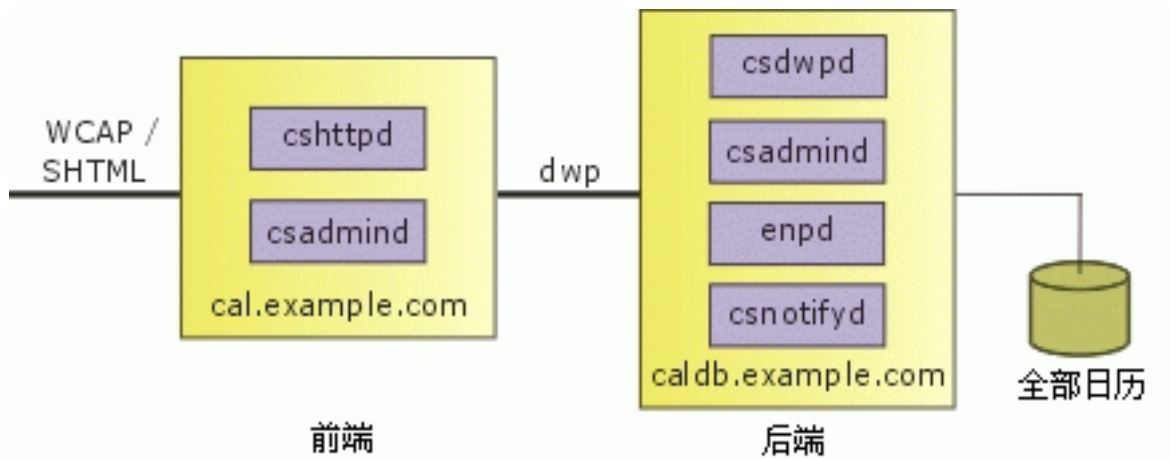 WCAP /
SHTML
cshttpd
csadmind
cal.example.com
前端
dwp
csdwpd
csadmind
enpd
csnotifyd
caldb.example.com
后端
全部日历